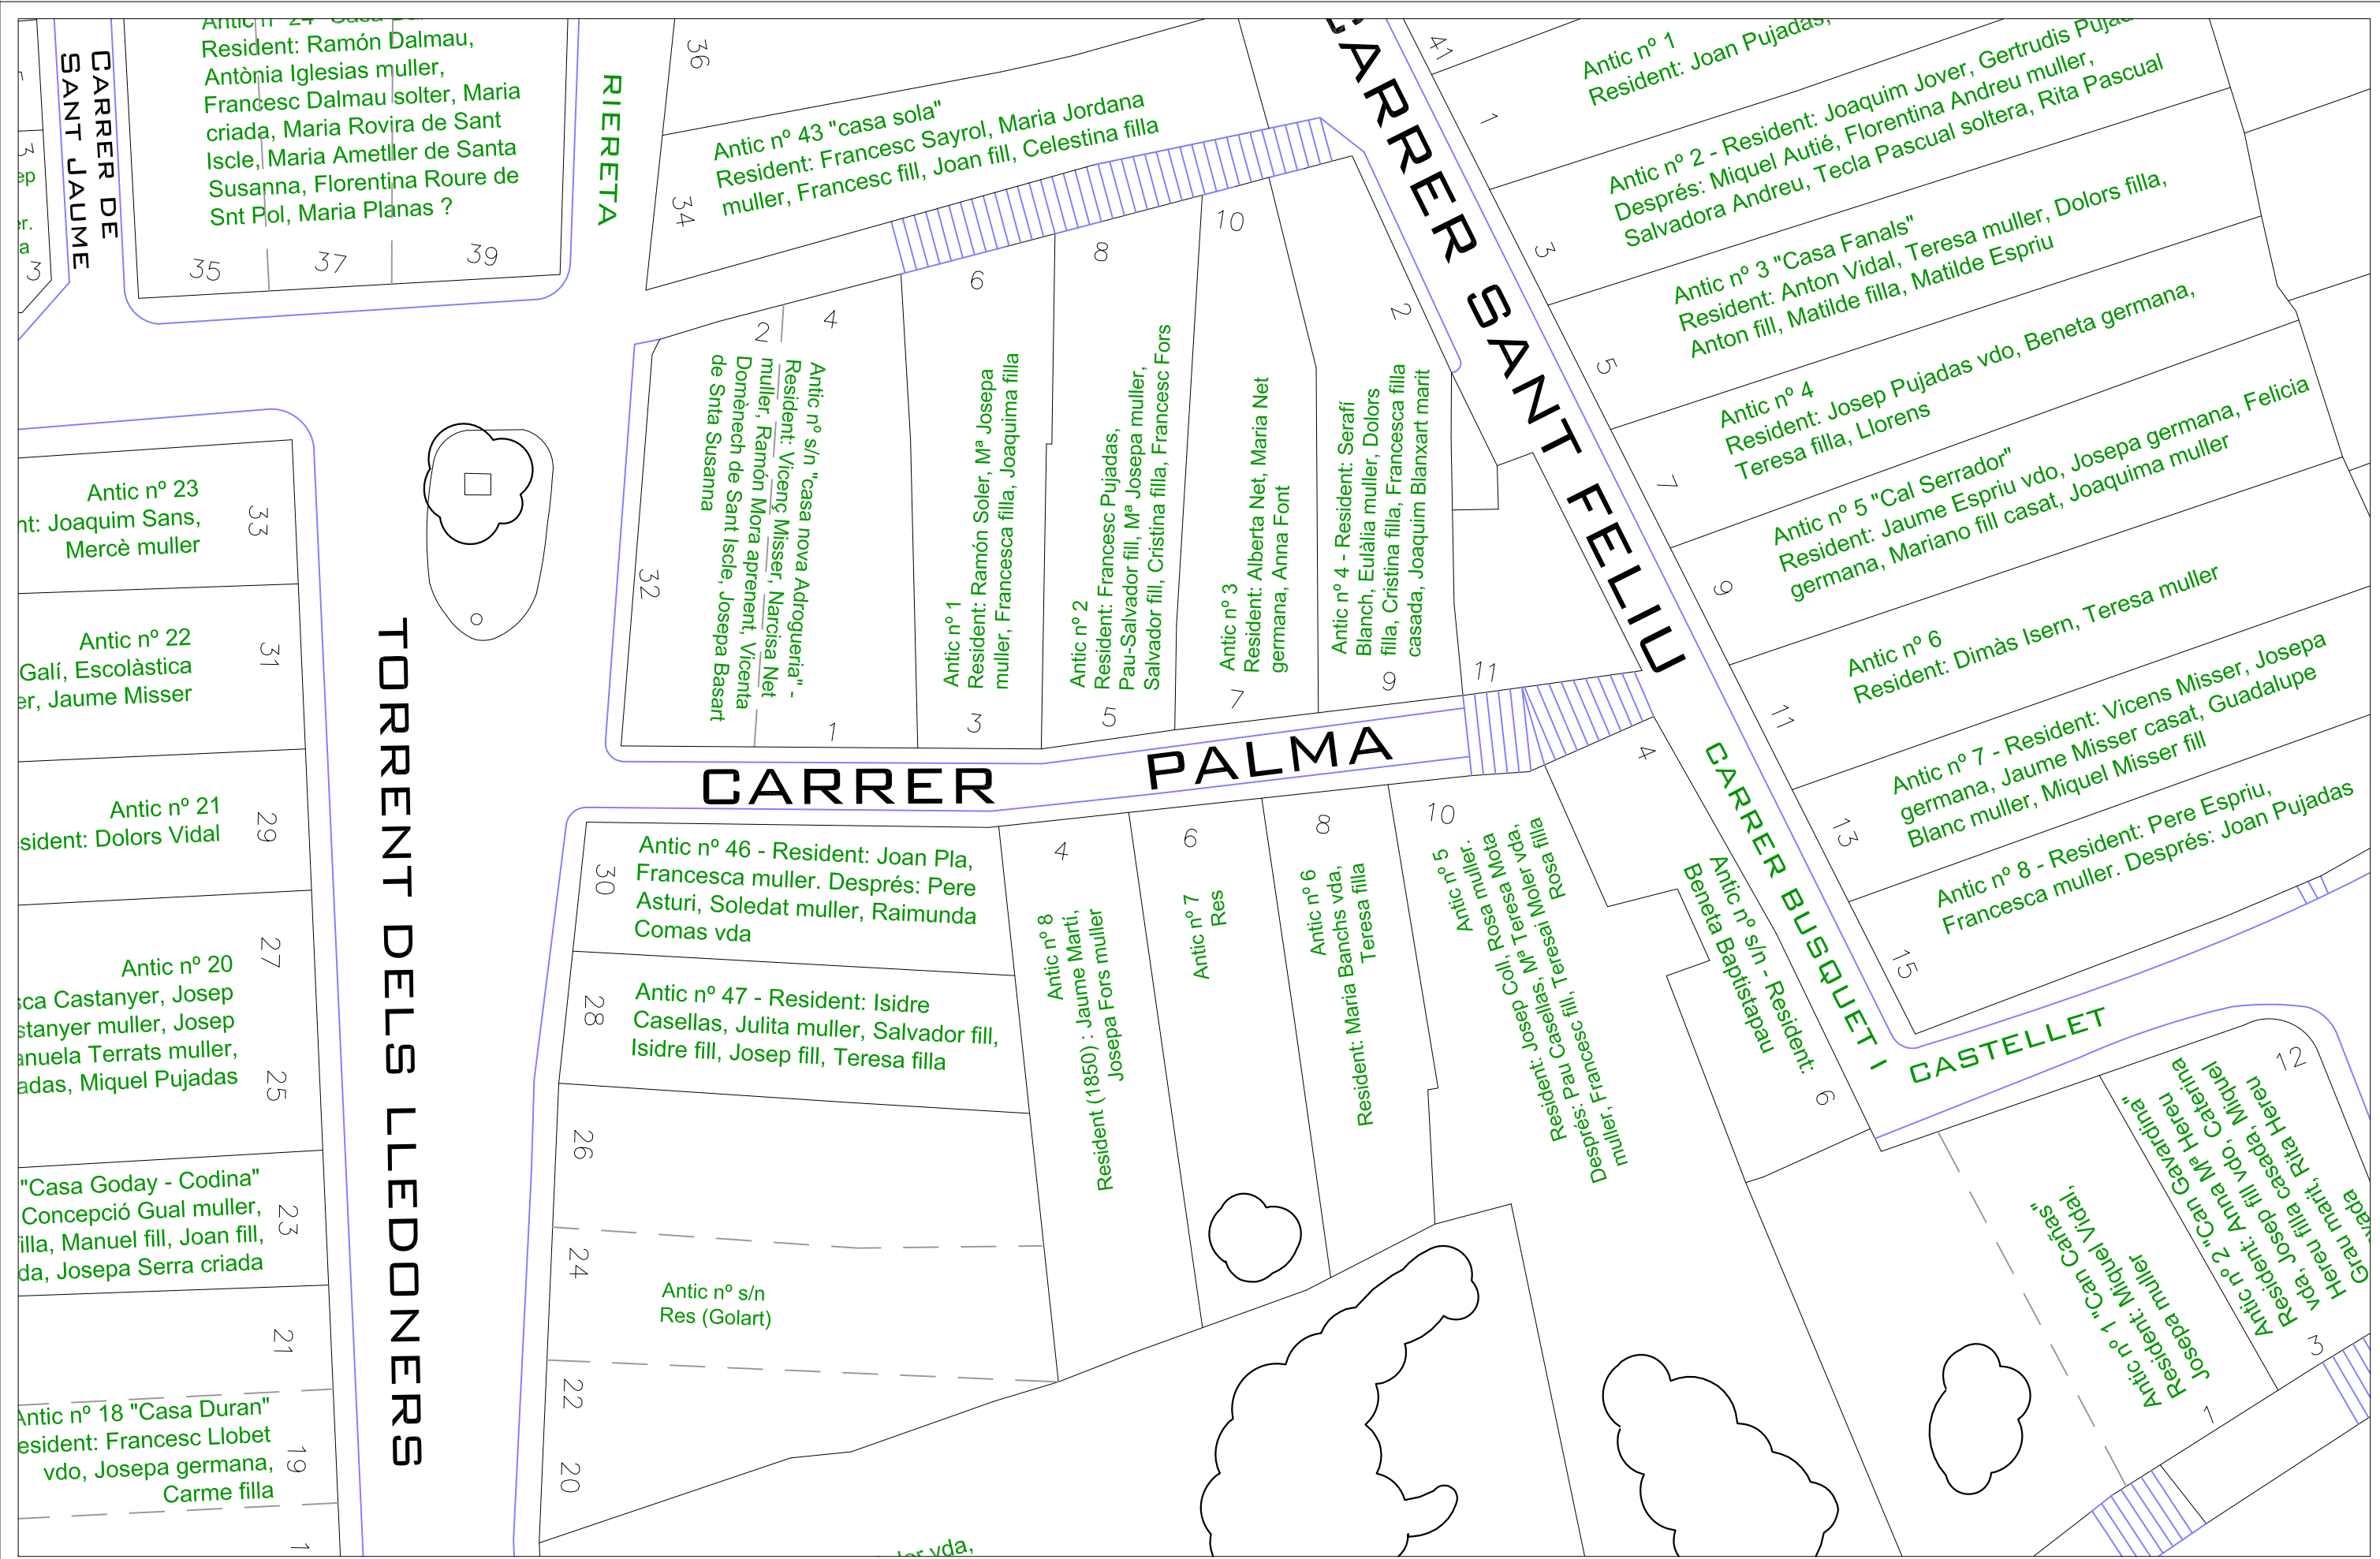 CARRER DE
SANT JAUME
Resident: Ramón Dalmau,
Antònia Iglesias muller,
Francesc Dalmau solter, Maria
criada, Maria Rovira de Sant
Iscle, Maria Ametller de Santa
Susanna, Florentina Roure de
Snt Pol, Maria Planas ?
35
37
39
3
3
RIERETA
36
34
Antic nº 43 "casa sola"
Resident: Francesc Sayrol, Maria Jordana
muller, Francesc fill, Joan fill, Celestina filla
CARRER SANT FELIU
41
1
3
5
7
9
11
13
15
Antic nº 1
Resident: Joan Pujadas,
Antic nº 2 - Resident: Joaquim Jover, Gertrudis
Després: Miquel Autié, Florentina Andreu muller,
Salvadora Andreu, Tecla Pascual soltera, Rita Pascual
Antic nº 3 "Casa Fanals"
Resident: Anton Vidal, Teresa muller, Dolors filla,
Anton fill, Matilde filla, Matilde Espriu
Antic nº 4
Resident: Josep Pujadas vdo, Beneta germana,
Teresa filla, Llorens
Antic nº 5 "Cal Serrador"
Resident: Jaume Espriu vdo, Josepa germana, Felicia
germana, Mariano fill casat, Joaquima muller
Antic nº 6
Resident: Dimàs Isern, Teresa muller
Antic nº 7 - Resident: Vicens Misser, Josepa
germana, Jaume Misser casat, Guadalupe
Blanc muller, Miquel Misser fill
Antic nº 8 - Resident: Pere Espriu,
Francesca muller. Després: Joan Pujadas
2
4
6
8
10
2
32
Antic nº s/n "casa nova Adrogueria" -
Resident: Vicenç Misser, Narcisa Net
muller, Ramón Mora aprenent, Vicenta
Domènech de Sant Iscle, Josepa Basart
de Snta Susanna
Antic nº 1
Resident: Ramón Soler, Mª Josepa
muller, Francesca filla, Joaquima filla
Antic nº 2
Resident: Francesc Pujadas,
Pau-Salvador fill, Mª Josepa muller,
Salvador fill, Cristina filla, Francesc Fors
Antic nº 3
Resident: Alberta Net, Maria Net
germana, Anna Font
Antic nº 4 - Resident: Serafí
Blanch, Eulàlia muller, Dolors
filla, Cristina filla, Francesca filla
casada, Joaquim Blanxart marit
1
3
5
7
9
11
CARRER PALMA
Antic nº 23
nt: Joaquim Sans,
Mercè muller
33
Antic nº 22
Galí, Escolàstica
er, Jaume Misser
31
Antic nº 21
sident: Dolors Vidal
29
Antic nº 20
sca Castanyer, Josep
stanyer muller, Josep
anuela Terrats muller,
adas, Miquel Pujadas
27
25
"Casa Goday - Codina"
Concepció Gual muller,
illa, Manuel fill, Joan fill,
da, Josepa Serra criada
23
21
Antic nº 18 "Casa Duran"
esident: Francesc Llobet
vdo, Josepa germana,
Carme filla
19
1
TORRENT DELS LLEDONERS
30
Antic nº 46 - Resident: Joan Pla,
Francesca muller. Després: Pere
Asturi, Soledat muller, Raimunda
Comas vda
28
Antic nº 47 - Resident: Isidre
Casellas, Julita muller, Salvador fill,
Isidre fill, Josep fill, Teresa filla
26
24
Antic nº s/n
Res (Golart)
22
20
4
Antic nº 8
Resident (1850) : Jaume Martí,
Josepa Fors muller
6
Antic nº 7
Res
8
Antic nº 6
Resident: Maria Banchs vda,
Teresa filla
10
Antic nº 5
Resident: Josep Coll, Rosa muller.
Després: Pau Casellas, Mª Teresa Mota
muller, Francesc fill, Teresai Moler vda,
Rosa filla
4
Antic nº s/n - Resident:
Beneta Baptistapau
6
CARRER BUSQUET I
CASTELLET
12
Antic nº 2 "Can Gavardina"
Resident: Anna Mª Hereu
vda, Josep fill vdo, Caterina
Hereu filla casada, Miquel
Grau marit, Rita Hereu
3
Antic nº 1 "Can Cañas"
Resident: Miquel Vidal,
Josepa muller
1
vda,